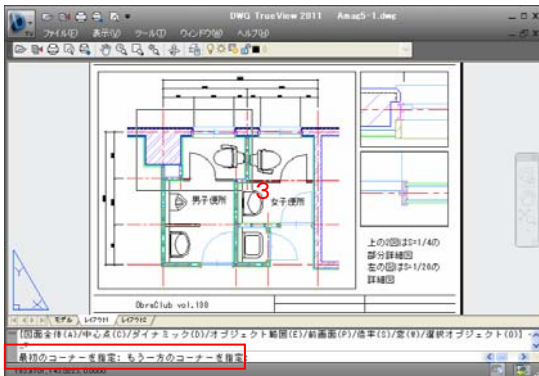 DWG TrueView 2011 Amag5-1.dwg
ファイル(F) 表示(V) ツール(T) ウィンドウ(W) ヘルプ(H)
0
3
男子便所
女子便所
上の2図はS=1/4の
部分詳細図
左の図はS=1/20の
詳細図
ObraClub vol.130
モデル レイアウト1 レイアウト2
[図面全体(A)/中心点(C)/ダイナミック(D)/オブジェクト範囲(E)/前画面(P)/倍率(S)/窓(W)/選択オブジェクト(O)]
最初のコーナーを指定: もう一方のコーナーを指定: